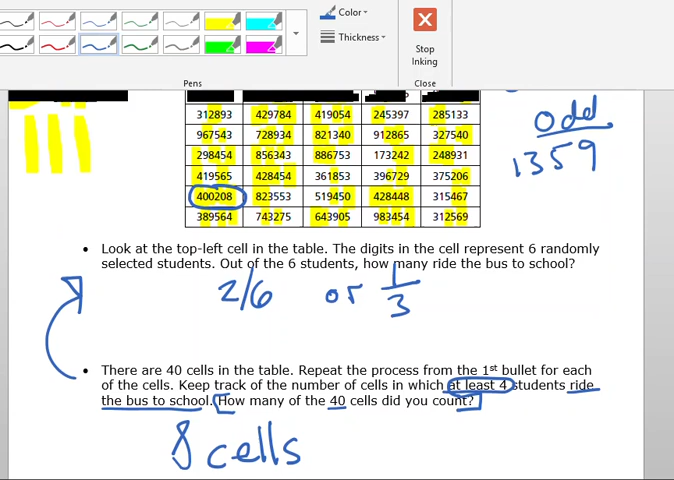 Color
Thickness
Stop
Inking
Pens
Close
312893 429784 419054 245397 285133
967543 728934 821340 912865 327540
298454 856343 886753 173242 248931
419565 428454 361853 396729 375206
400208 823553 519450 428448 315467
389564 743275 643905 983454 312569
odd
1359
• Look at the top-left cell in the table. The digits in the cell represent 6 randomly
selected students. Out of the 6 students, how many ride the bus to school?
2/6 or 1/3
• There are 40 cells in the table. Repeat the process from the 1st bullet for each
of the cells. Keep track of the number of cells in which at least 4 students ride
the bus to school. How many of the 40 cells did you count?
8 cells